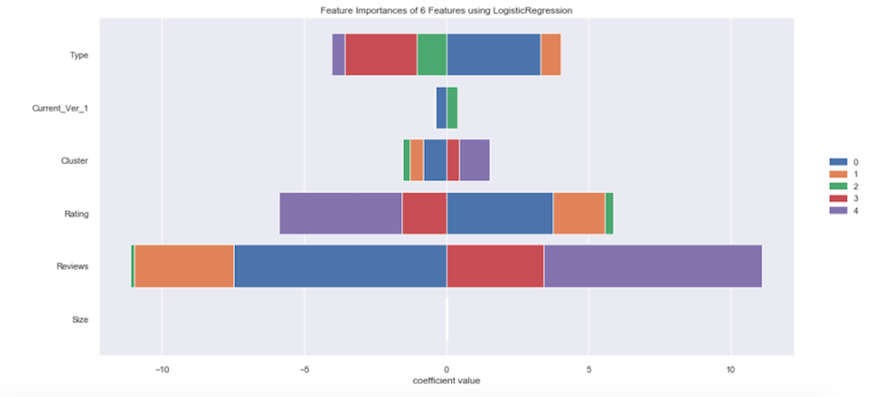 Feature Importances of 6 Features using LogisticRegression
Type
Current_Ver_1
Cluster
Rating
Reviews
Size
0
1
2
3
4
−10
−5
0
5
10
coefficient value